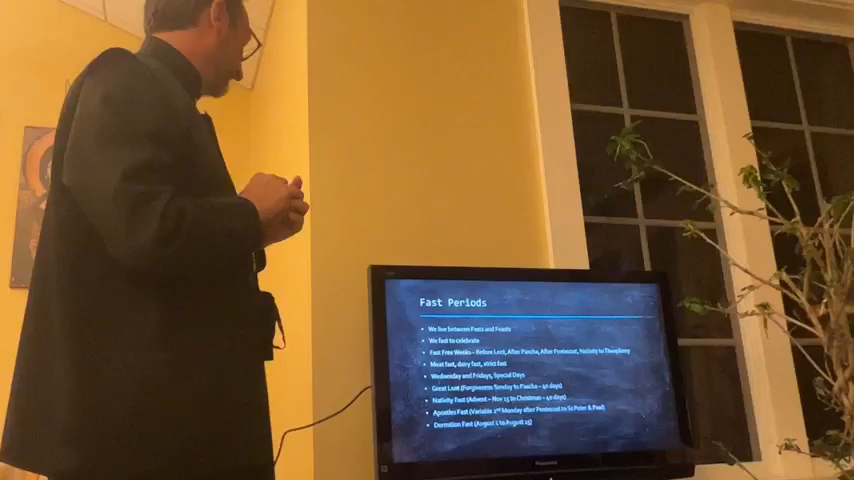 Fast Periods
• We live between Fasts and Feasts
• We fast to celebrate
• Fast Free Weeks – Before Lent, After Pascha, After Pentecost, Nativity to Theophany
• Meat fast, dairy fast, strict fast
• Wednesday and Fridays, Special Days
• Great Lent (Forgiveness Sunday to Pascha – 40 days)
• Nativity Fast (Advent – Nov 15 to Christmas – 40 days)
• Apostles Fast (Variable 2nd Monday after Pentecost to Ss Peter & Paul)
• Dormition Fast (August 1 to August 15)
Panasonic